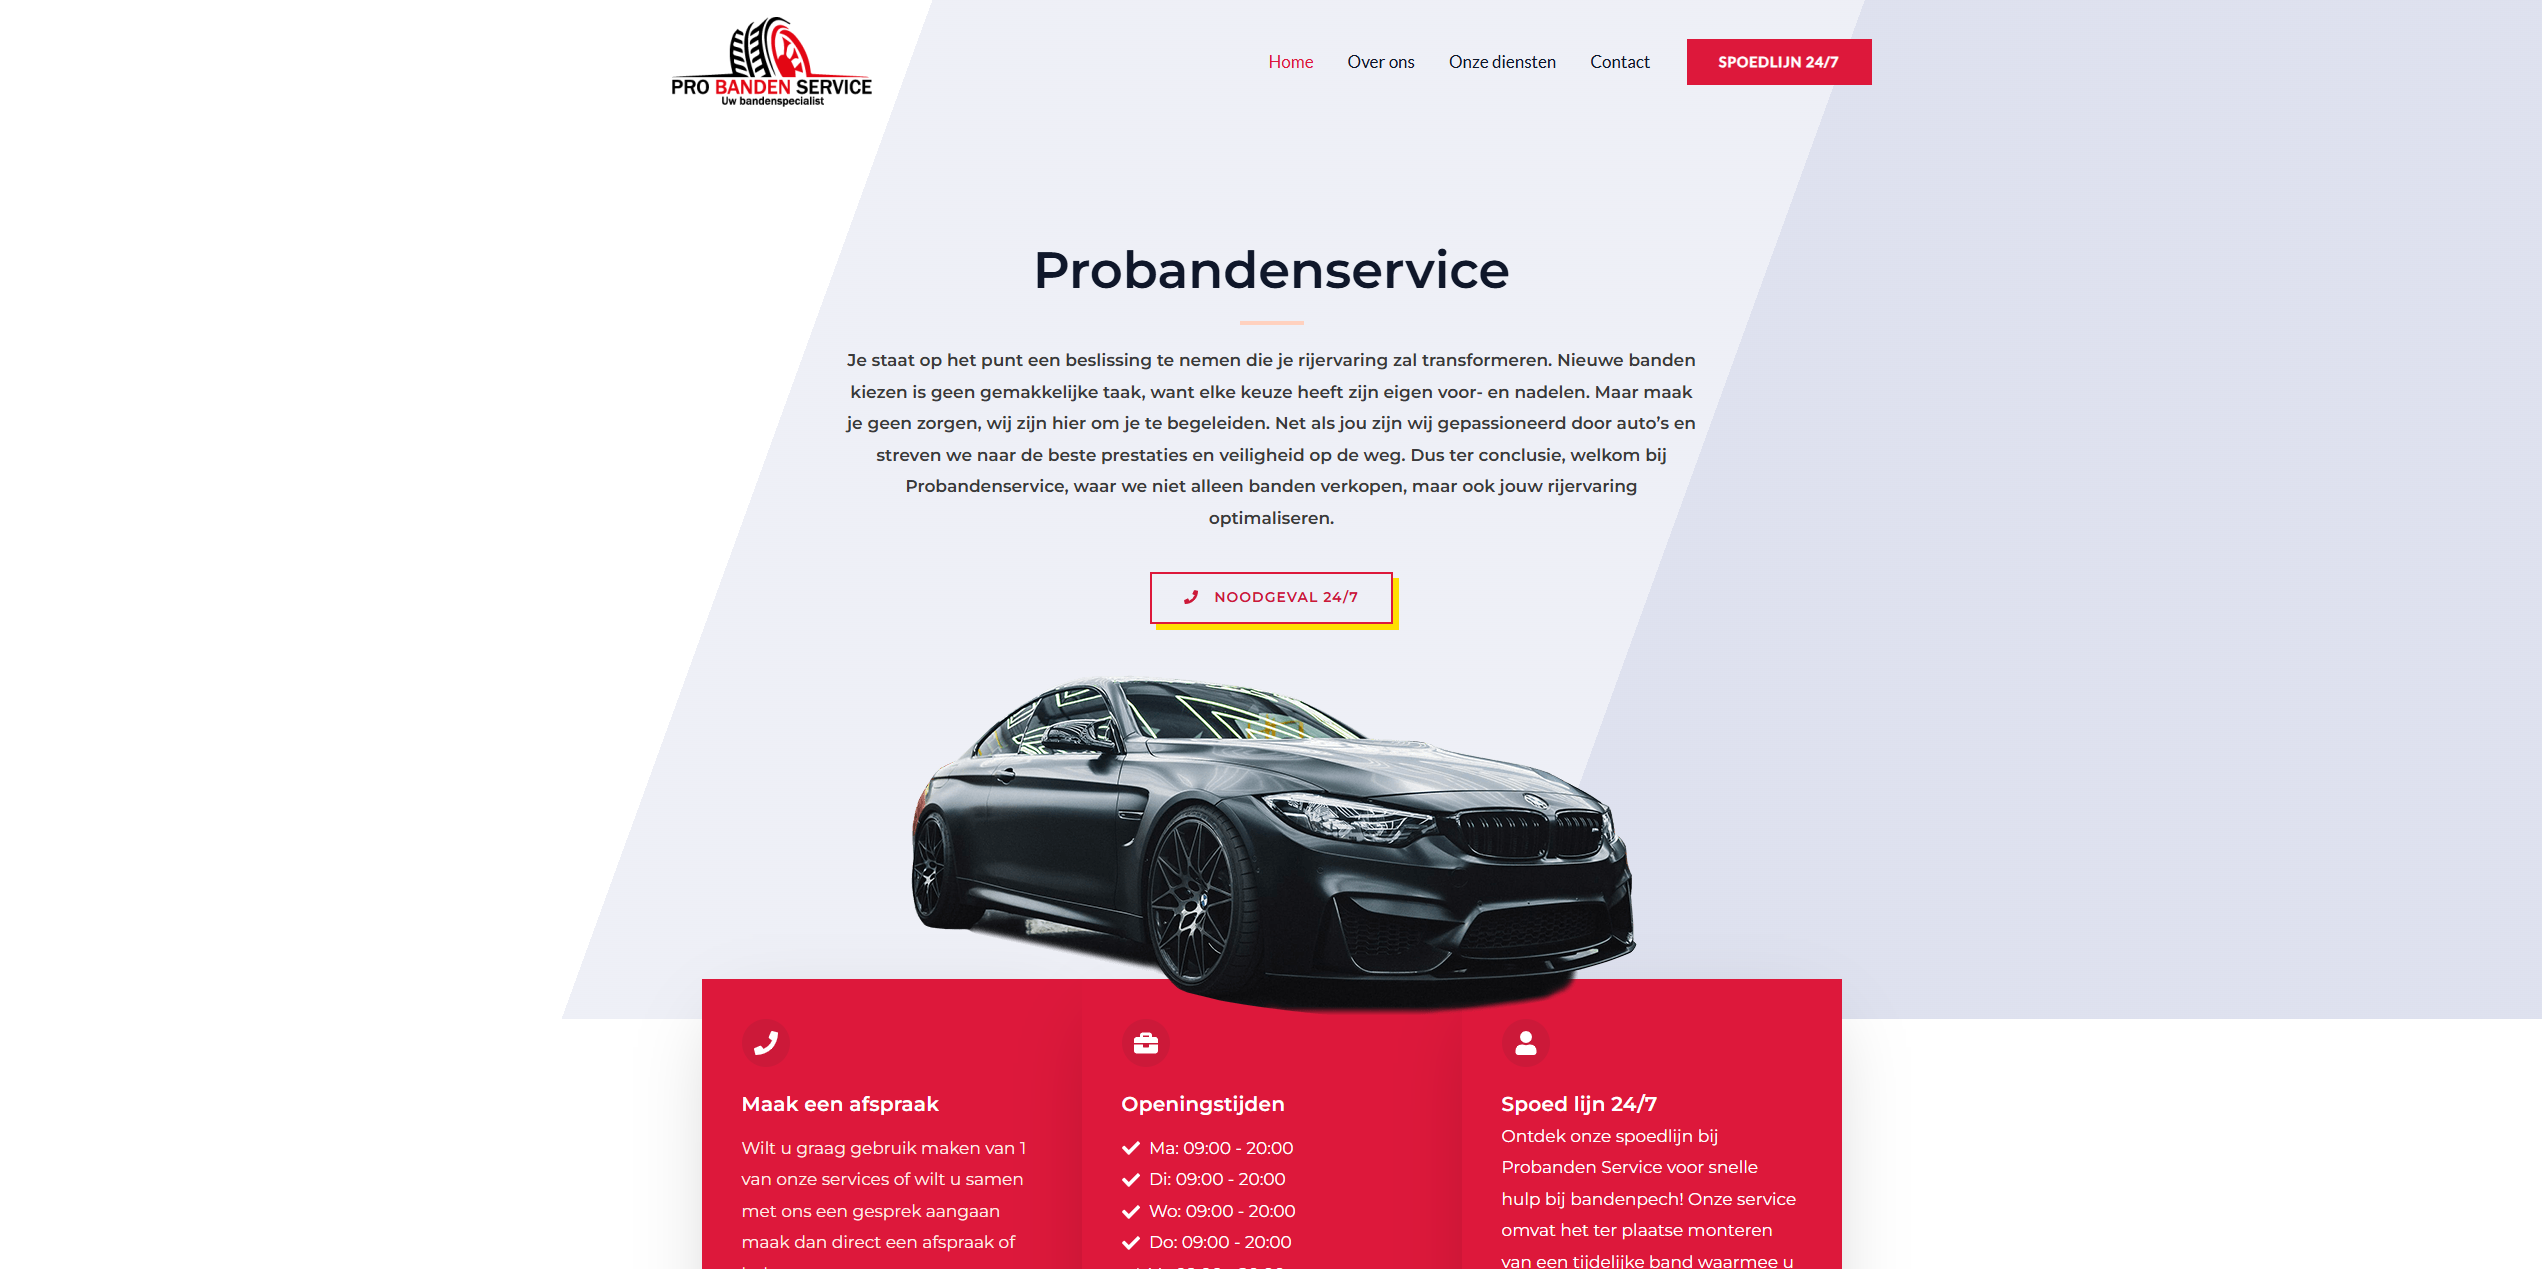 PRO BANDEN SERVICE
Uw bandenspecialist
Home
Over ons
Onze diensten
Contact
SPOEDLIJN 24/7
Probandenservice
Je staat op het punt een beslissing te nemen die je rijervaring zal transformeren. Nieuwe banden
kiezen is geen gemakkelijke taak, want elke keuze heeft zijn eigen voor- en nadelen. Maar maak
je geen zorgen, wij zijn hier om je te begeleiden. Net als jou zijn wij gepassioneerd door auto’s en
streven we naar de beste prestaties en veiligheid op de weg. Dus ter conclusie, welkom bij
Probandenservice, waar we niet alleen banden verkopen, maar ook jouw rijervaring
optimaliseren.
NOODGEVAL 24/7
Maak een afspraak
Wilt u graag gebruik maken van 1
van onze services of wilt u samen
met ons een gesprek aangaan
maak dan direct een afspraak of
Openingstijden
Ma: 09:00 - 20:00
Di: 09:00 - 20:00
Wo: 09:00 - 20:00
Do: 09:00 - 20:00
Spoed lijn 24/7
Ontdek onze spoedlijn bij
Probanden Service voor snelle
hulp bij bandenpech! Onze service
omvat het ter plaatse monteren
van een tijdelijke band waarmee u